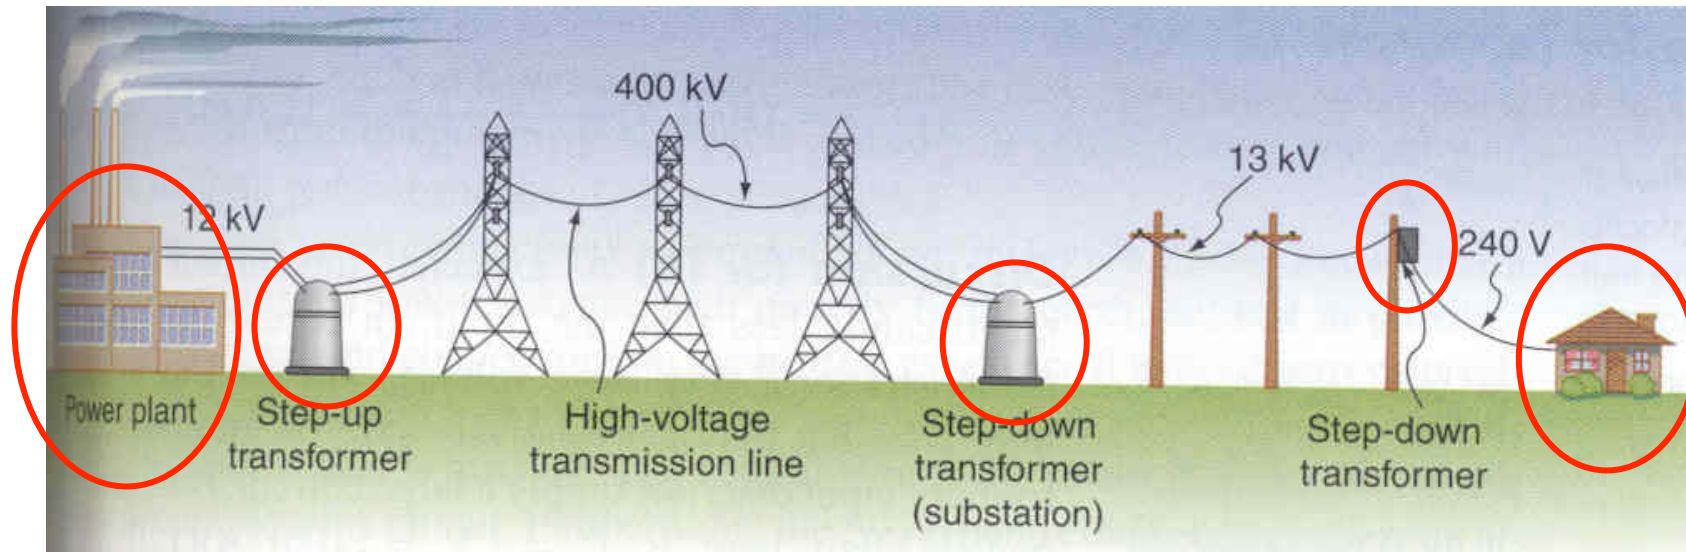 400 kV
13 kV
12 kV
240 V
Power plant
Step-up
transformer
High-voltage
transmission line
Step-down
transformer
(substation)
Step-down
transformer